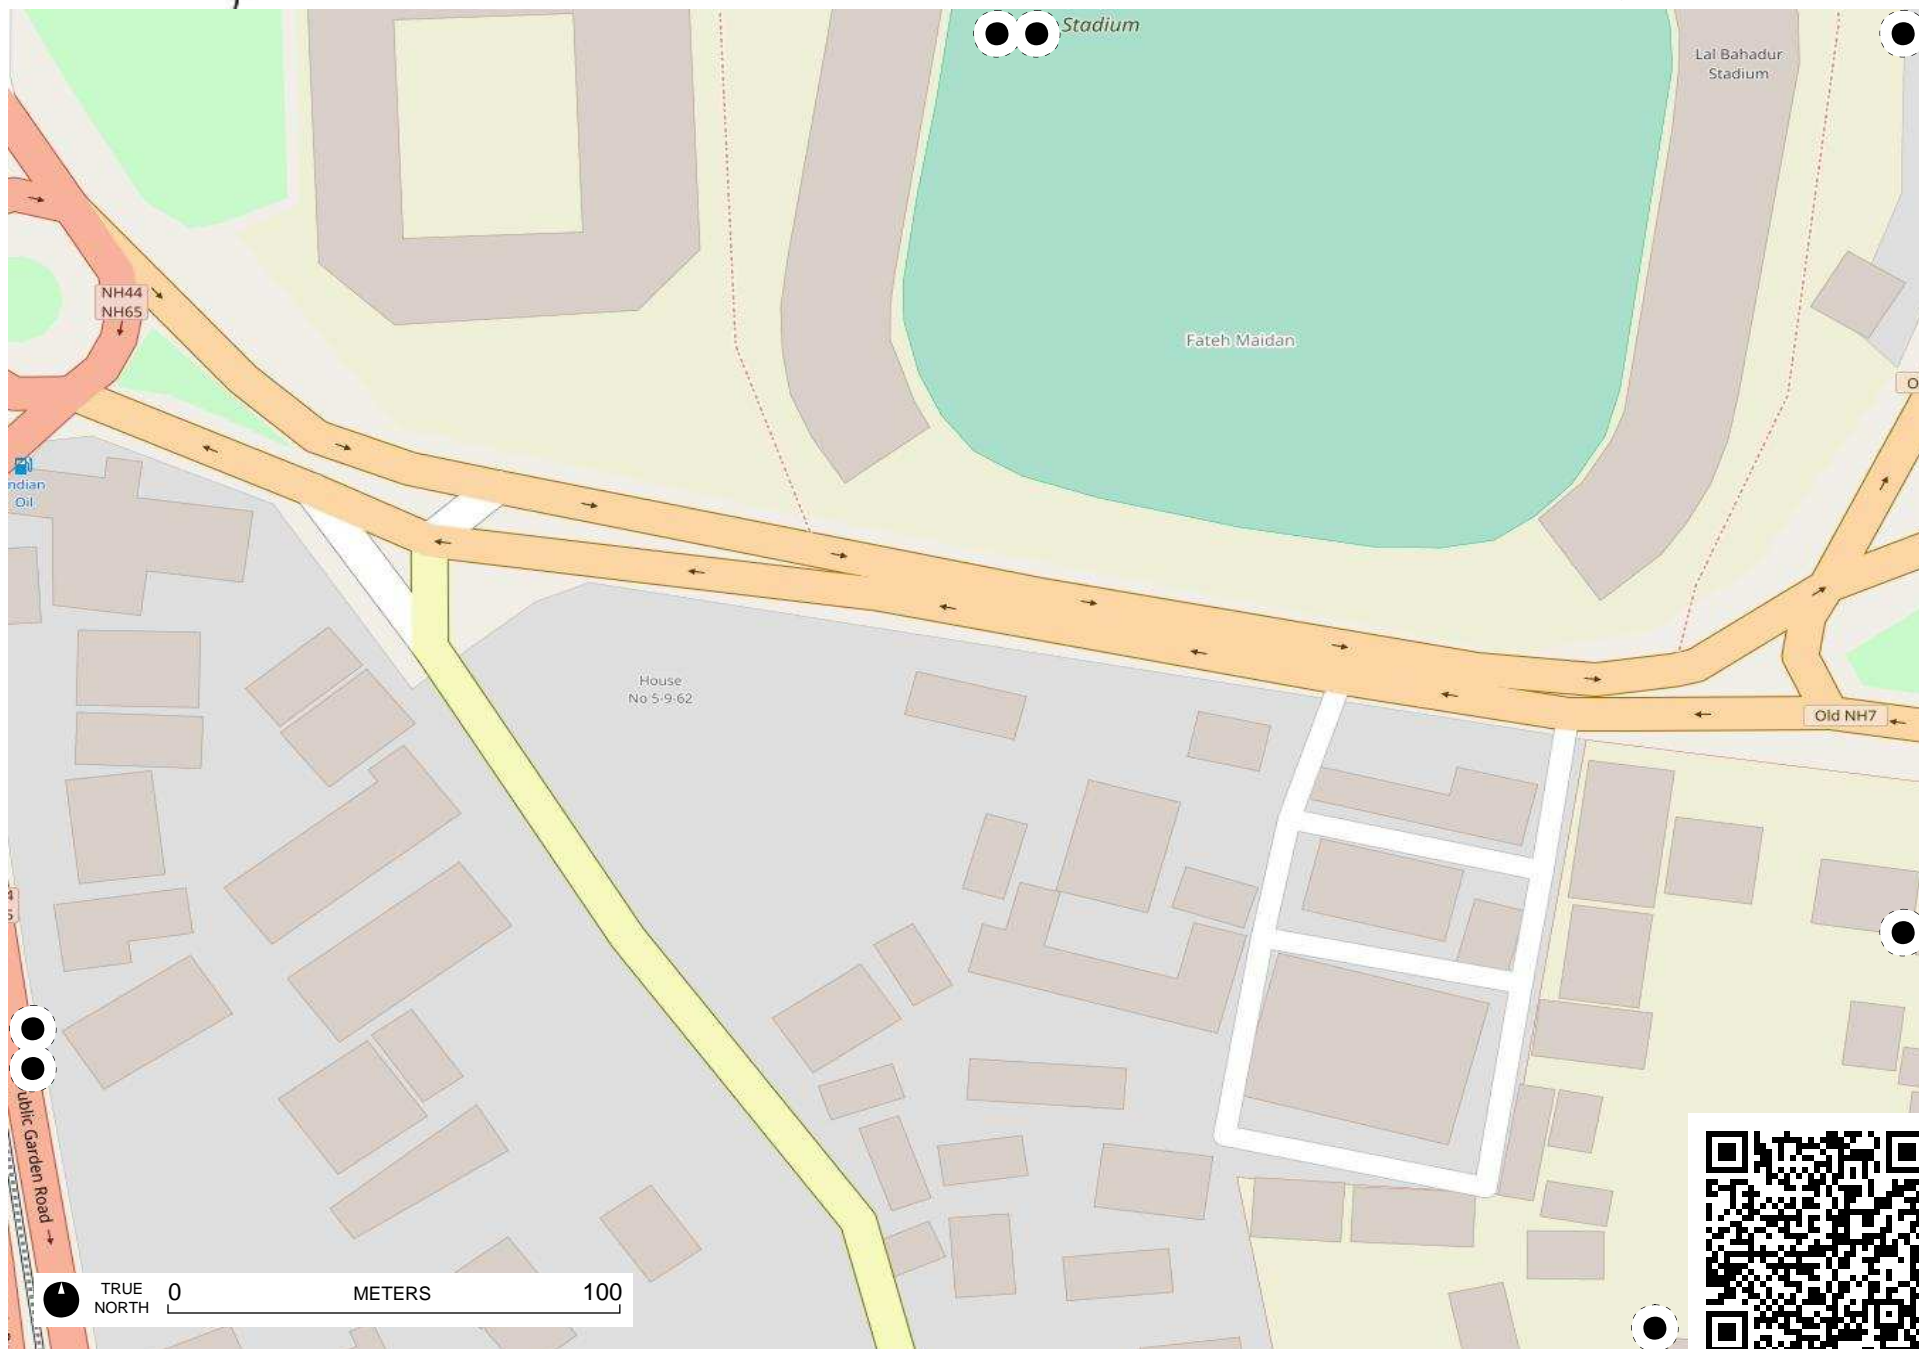 Stadium
Lal Bahadur
Stadium
NH44
NH65
Fateh Maidan
ndian
Oil
House
No 5-9-62
Old NH7
ublic Garden Road
TRUE
NORTH
0
METERS
100